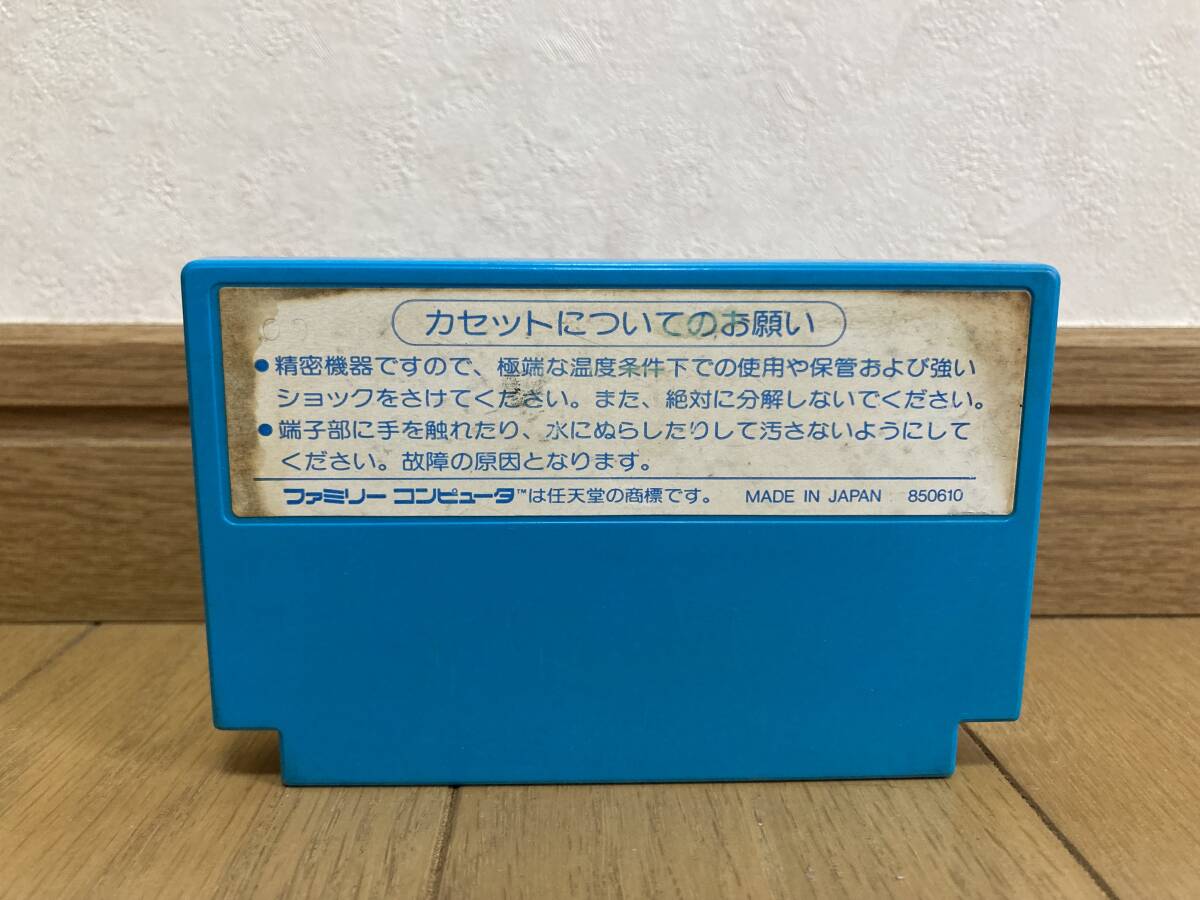 カセットについてのお願い
●精密機器ですので、極端な温度条件下での使用や保管および強い
ショックをさけてください。また、絶対に分解しないでください。
●端子部に手を触れたり、水にぬらしたりして汚さないようにして
ください。故障の原因となります。
ファミリー コンピュータ™は任天堂の商標です。 MADE IN JAPAN 850610